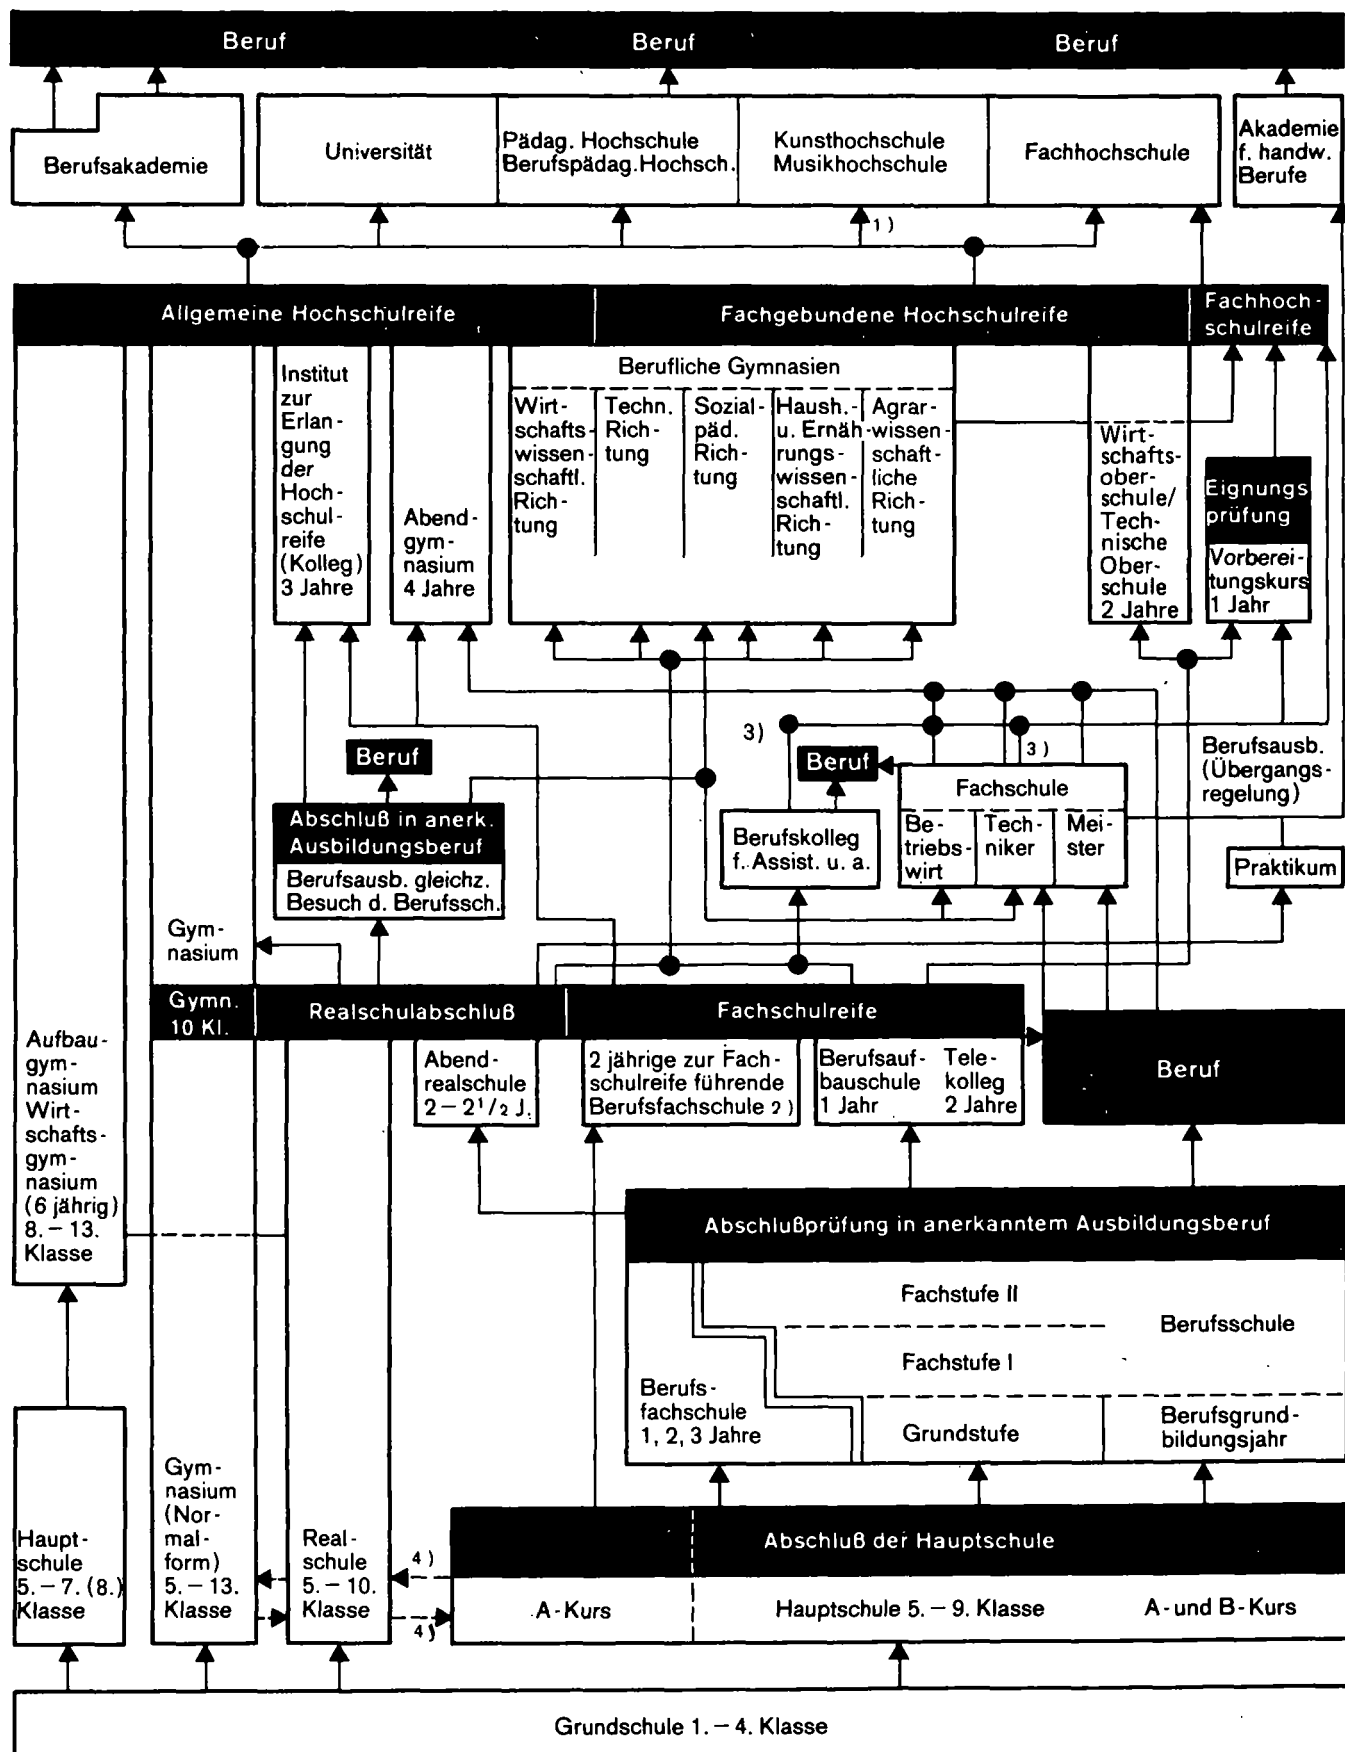 Beruf
Beruf
Beruf
Berufsakademie
Universität
Pädag. Hochschule
Berufspädag. Hochsch.
Kunsthochschule
Musikhochschule
Fachhochschule
Akademie
f. handw.
Berufe
1)
Allgemeine Hochschulreife
Fachgebundene Hochschulreife
Fachhoch-
schulreife
Institut
zur
Erlan-
gung
der
Hoch-
schul-
reife
(Kolleg)
3 Jahre
Abend-
gym-
nasium
4 Jahre
Berufliche Gymnasien
Wirt-
schafts-
wissen-
schaftl.
Rich-
tung
Techn.
Rich-
tung
Sozial-
päd.
Rich-
tung
Haush.-
u. Ernäh-
rungs-
wissen-
schaftl.
Rich-
tung
Agrar-
wissen-
schaft-
liche
Rich-
tung
Wirt-
schafts-
ober-
schule/
Tech-
nische
Ober-
schule
2 Jahre
Eignungs
prüfung
Vorberei-
tungskurs
1 Jahr
3)
3)
Beruf
Beruf
Berufsausb.
(Übergangs-
regelung)
Abschluß in anerk.
Ausbildungsberuf
Berufsausb. gleichz.
Besuch d. Berufssch.
Berufskolleg
f. Assist. u. a.
Fachschule
Be-
triebs-
wirt
Tech-
niker
Mei-
ster
Praktikum
Gym-
nasium
Gymn.
10 Kl.
Realschulabschluß
Fachschulreife
Aufbau-
gym-
nasium
Wirt-
schafts-
gym-
nasium
(6 jährig)
8. – 13.
Klasse
Abend-
realschule
2 – 2 1/2 J.
2 jährige zur Fach-
schulreife führende
Berufsfachschule 2)
Berufsauf-
bauschule
1 Jahr
Tele-
kolleg
2 Jahre
Beruf
Abschlußprüfung in anerkanntem Ausbildungsberuf
Fachstufe II
Berufsschule
Fachstufe I
Berufs-
fachschule
1, 2, 3 Jahre
Grundstufe
Berufsgrund-
bildungsjahr
Haupt-
schule
5. – 7. (8.)
Klasse
Gym-
nasium
(Nor-
mal-
form)
5. – 13.
Klasse
Real-
schule
5. – 10.
Klasse
4)
4)
Abschluß der Hauptschule
A-Kurs
Hauptschule 5. – 9. Klasse
A- und B-Kurs
Grundschule 1. – 4. Klasse